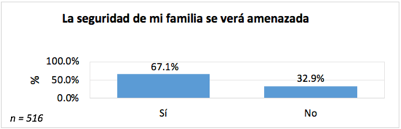 La seguridad de mi familia se verá amenazada
100.0%
67.1%
%
50.0%
32.9%
0.0%
Sí
No
n = 516